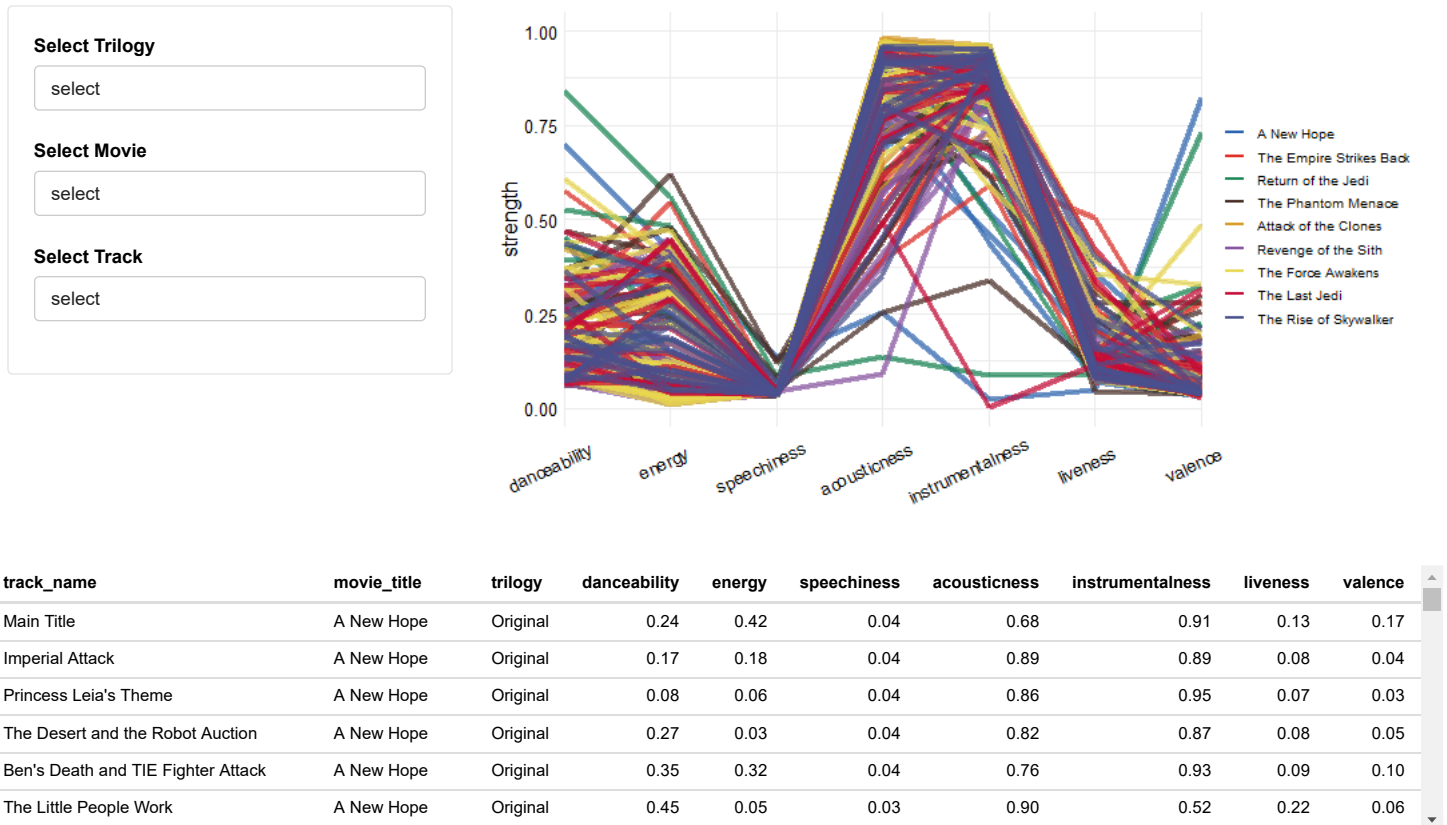 Select Trilogy
select
Select Movie
select
Select Track
select
strength
1.00
0.75
0.50
0.25
0.00
danceability
energy
speechiness
acousticness
instrumentalness
liveness
valence
A New Hope
The Empire Strikes Back
Return of the Jedi
The Phantom Menace
Attack of the Clones
Revenge of the Sith
The Force Awakens
The Last Jedi
The Rise of Skywalker
track_name movie_title trilogy danceability energy speechiness acousticness instrumentalness liveness valence
Main Title A New Hope Original 0.24 0.42 0.04 0.68 0.91 0.13 0.17
Imperial Attack A New Hope Original 0.17 0.18 0.04 0.89 0.89 0.08 0.04
Princess Leia's Theme A New Hope Original 0.08 0.06 0.04 0.86 0.95 0.07 0.03
The Desert and the Robot Auction A New Hope Original 0.27 0.03 0.04 0.82 0.87 0.08 0.05
Ben's Death and TIE Fighter Attack A New Hope Original 0.35 0.32 0.04 0.76 0.93 0.09 0.10
The Little People Work A New Hope Original 0.45 0.05 0.03 0.90 0.52 0.22 0.06